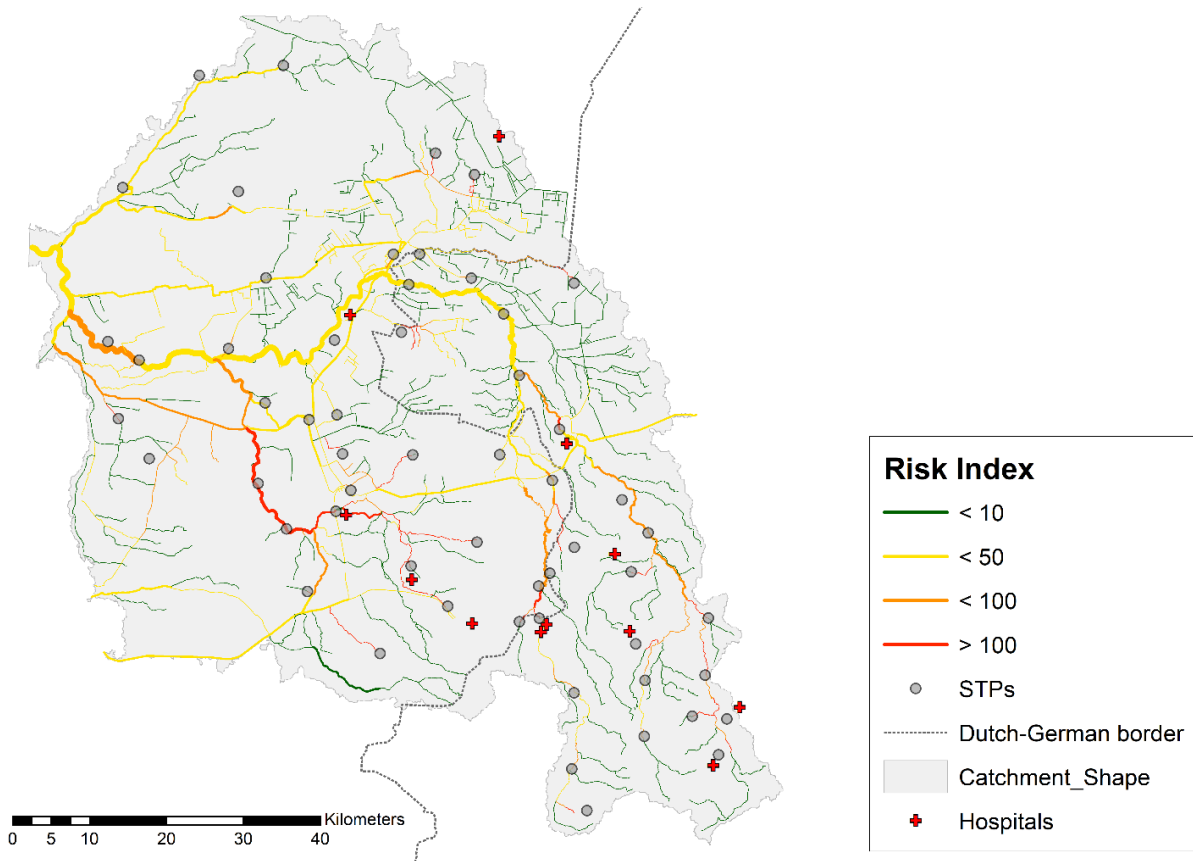 Risk Index
< 10
< 50
< 100
> 100
STPs
Dutch-German border
Catchment_Shape
Hospitals
Kilometers
0 5 10 20 30 40